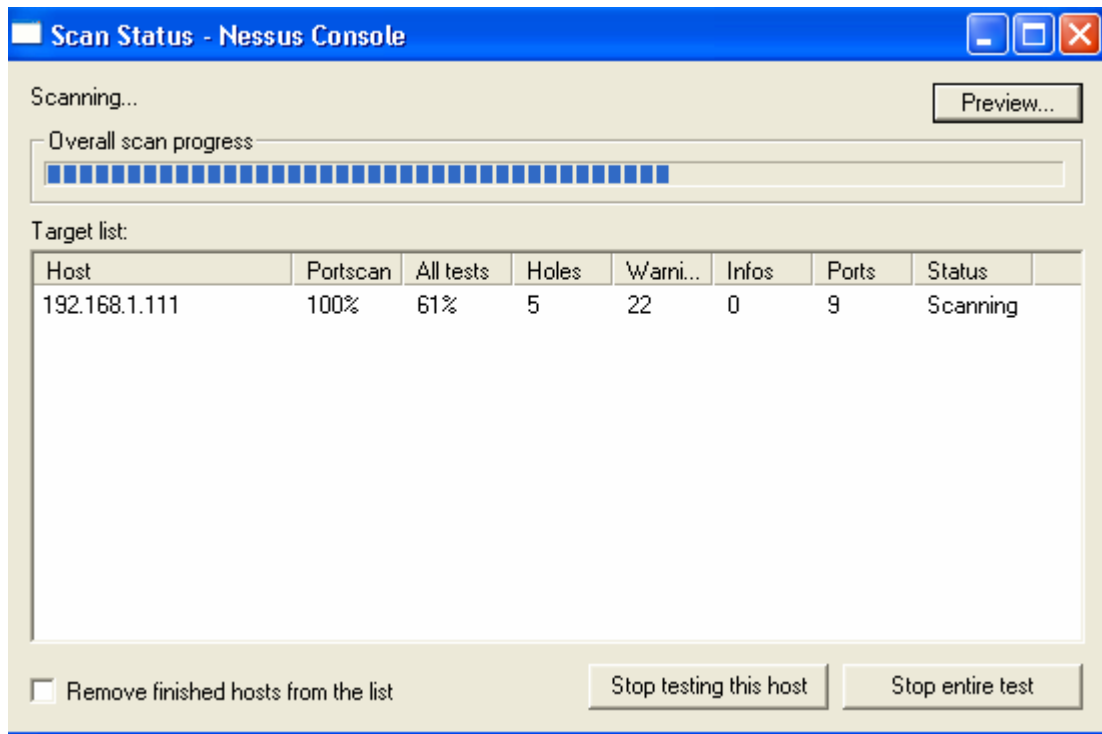 Scan Status - Nessus Console
Scanning...
Preview...
Overall scan progress
Target list:
Host Portscan All tests Holes Warni... Infos Ports Status
192.168.1.111 100% 61% 5 22 0 9 Scanning
Remove finished hosts from the list Stop testing this host Stop entire test